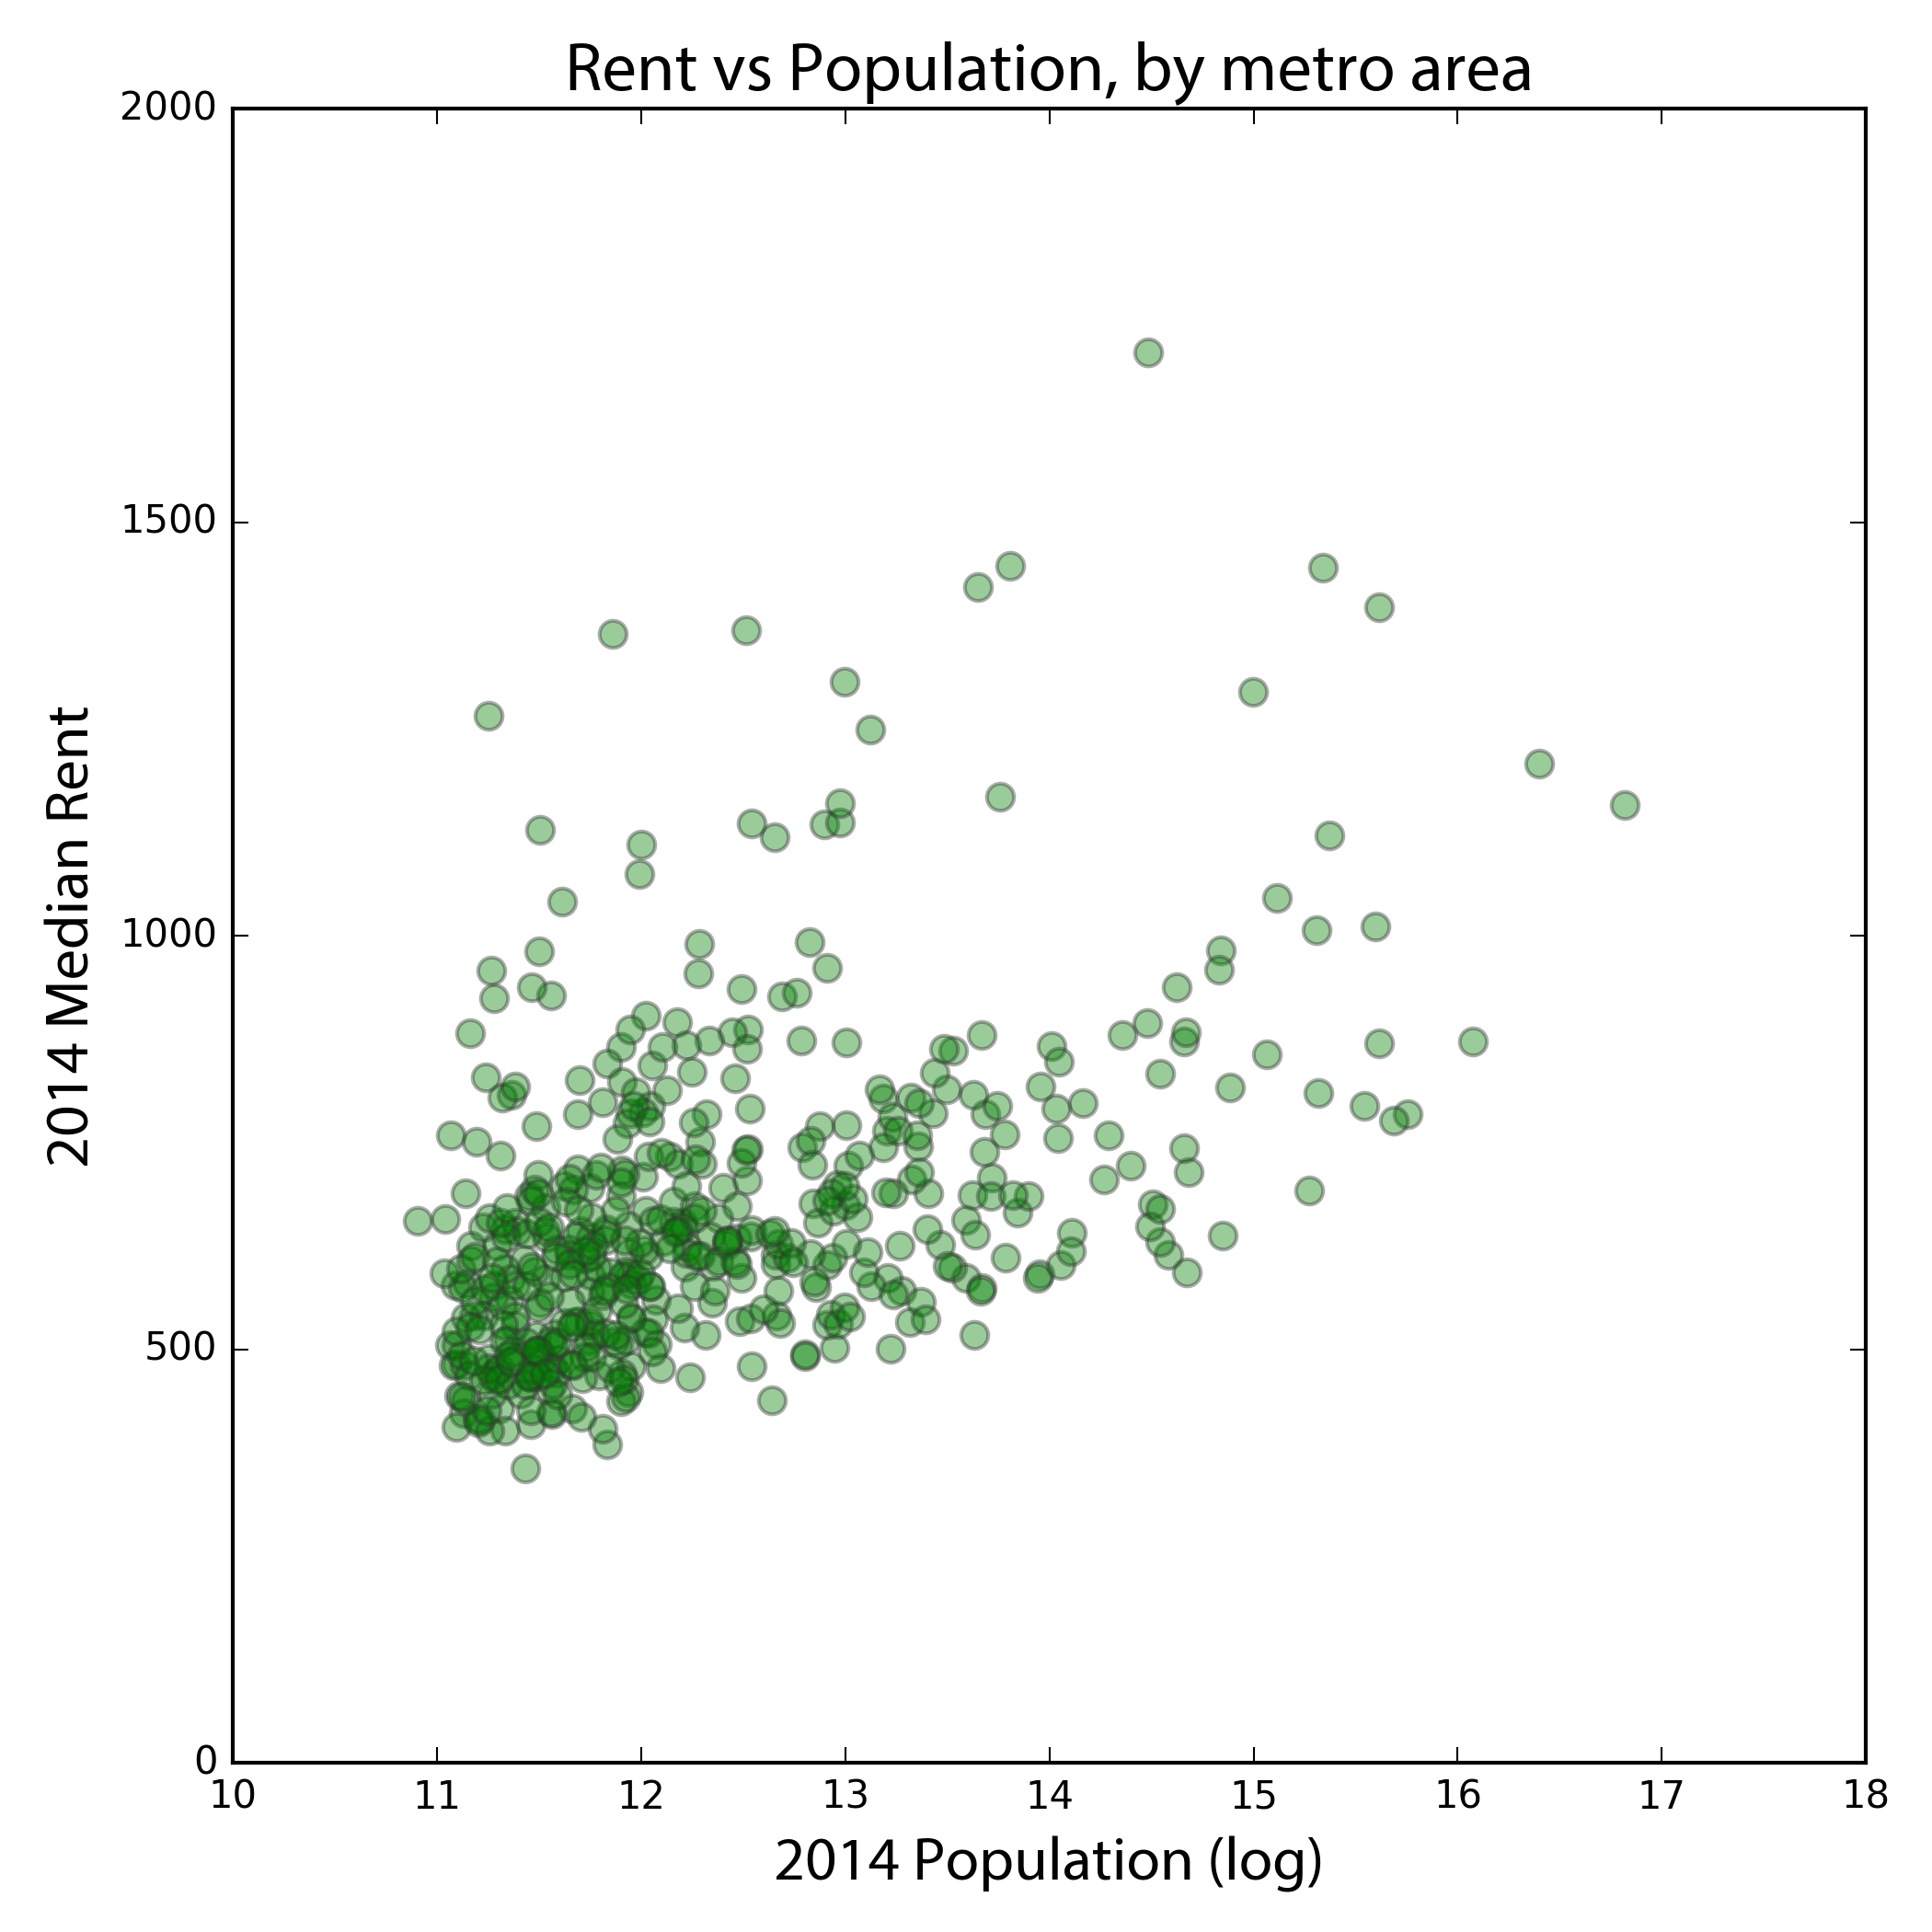 Rent vs Population, by metro area
2000
1500
1000
500
0
2014 Median Rent
10 11 12 13 14 15 16 17 18
2014 Population (log)